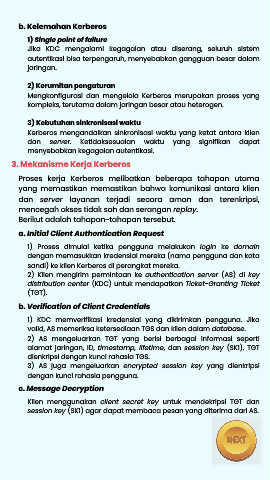 b. Kelemahan Kerberos
1) Single point of failure
Jika KDC mengalami kegagalan atau diserang, seluruh sistem
autentikasi bisa terpengaruh, menyebabkan gangguan besar dalam
jaringan.
2) Kerumitan pengaturan
Mengkonfigurasi dan mengelola Kerberos merupakan proses yang
kompleks, terutama dalam jaringan besar atau heterogen.
3) Kebutuhan sinkronisasi waktu
Kerberos mengandalkan sinkronisasi waktu yang ketat antara klien
dan server. Ketidaksesuaian waktu yang signifikan dapat
menyebabkan kegagalan autentikasi.
3. Mekanisme Kerja Kerberos
Proses kerja Kerberos melibatkan beberapa tahapan utama
yang memastikan memastikan bahwa komunikasi antara klien
dan server layanan terjadi secara aman dan terenkripsi,
mencegah akses tidak sah dan serangan replay.
Berikut adalah tahapan-tahapan tersebut.
a. Initial Client Authentication Request
1) Proses dimulai ketika pengguna melakukan login ke domain
dengan memasukkan kredensial mereka (nama pengguna dan kata
sandi) ke klien Kerberos di perangkat mereka.
2) Klien mengirim permintaan ke authentication server (AS) di key
distribution center (KDC) untuk mendapatkan Ticket-Granting Ticket
(TGT).
b. Verification of Client Credentials
1) KDC memverifikasi kredensial yang dikirimkan pengguna. Jika
valid, AS memeriksa ketersediaan TGS dan klien dalam database.
2) AS mengeluarkan TGT yang berisi berbagai informasi seperti
alamat jaringan, ID, timestamp, lifetime, dan session key (SK1). TGT
dienkripsi dengan kunci rahasia TGS.
3) AS juga mengeluarkan encrypted session key yang dienkripsi
dengan kunci rahasia pengguna.
c. Message Decryption
Klien menggunakan client secret key untuk mendekripsi TGT dan
session key (SK1) agar dapat membaca pesan yang diterima dari AS.
NEXT